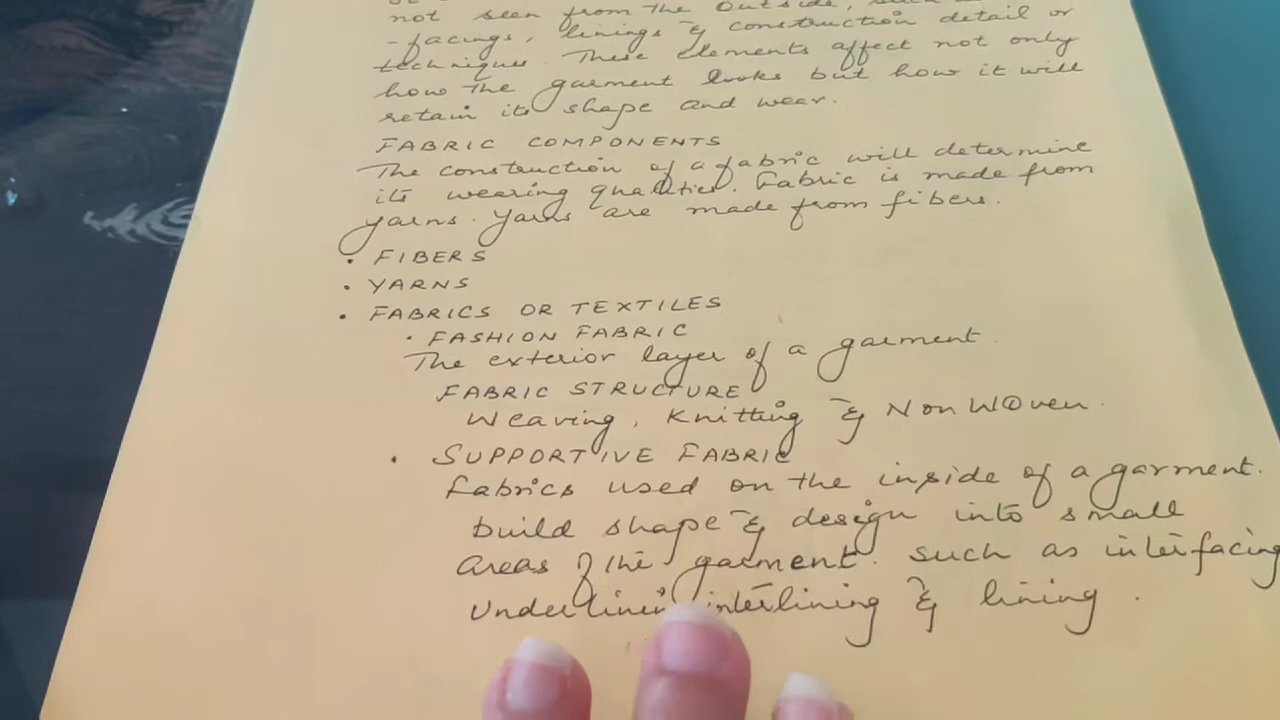 not seen from the outside, such
-facings, linings & construction detail or
techniques. These elements affect not only
how the garment looks but how it will
retain its shape and wear.
FABRIC COMPONENTS
The construction of a fabric will determine
its wearing qualities. Fabric is made from
yarns. Yarns are made from fibers.
• FIBERS
• YARNS
• FABRICS OR TEXTILES
• FASHION FABRIC
The exterior layer of a garment.
FABRIC STRUCTURE
Weaving, Knitting & Non Woven.
• SUPPORTIVE FABRIC
Fabrics used on the inside of a garment.
build shape & design into small
areas of the garment. such as interfacing
interlining & lining.